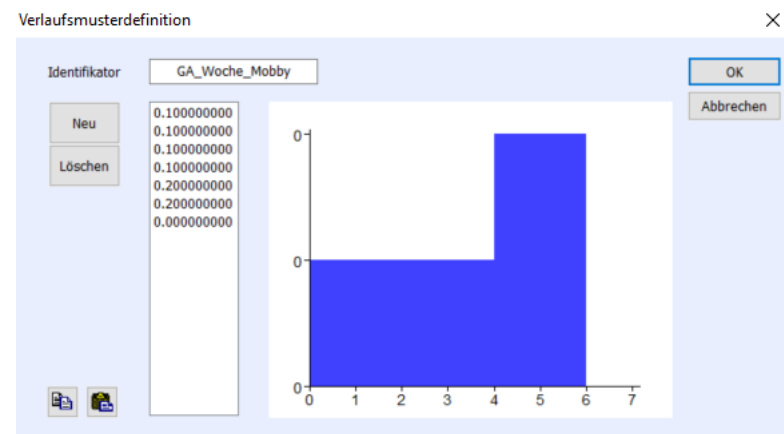 Verlaufsmusterdefinition
Identifikator
GA_Woche_Mobby
OK
Abbrechen
Neu
Löschen
0.100000000
0.100000000
0.100000000
0.100000000
0.200000000
0.200000000
0.000000000
0
0
0
0 1 2 3 4 5 6 7